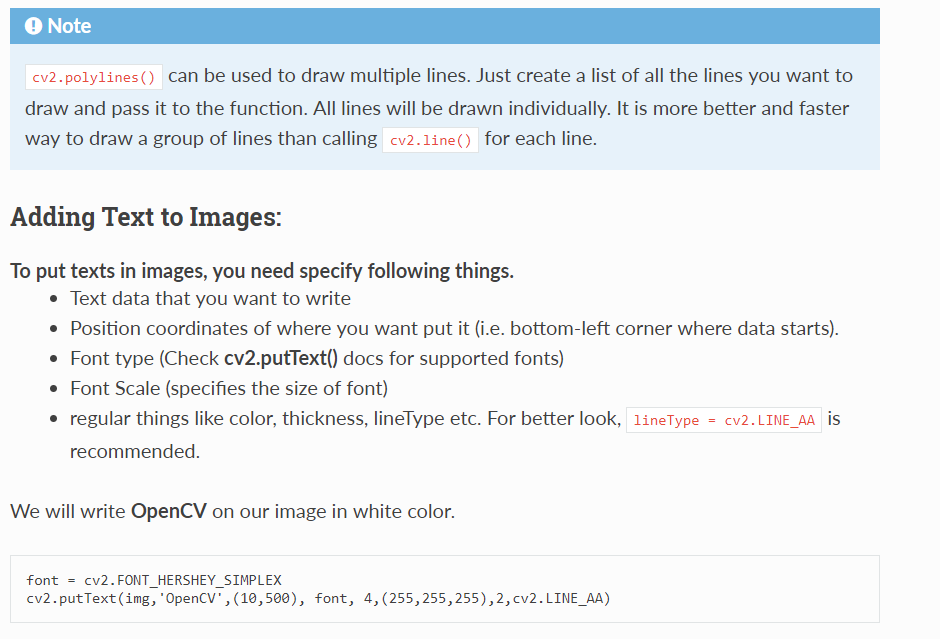 Note
cv2.polylines() can be used to draw multiple lines. Just create a list of all the lines you want to
draw and pass it to the function. All lines will be drawn individually. It is more better and faster
way to draw a group of lines than calling cv2.line() for each line.
Adding Text to Images:
To put texts in images, you need specify following things.
• Text data that you want to write
• Position coordinates of where you want put it (i.e. bottom-left corner where data starts).
• Font type (Check cv2.putText() docs for supported fonts)
• Font Scale (specifies the size of font)
• regular things like color, thickness, lineType etc. For better look, lineType = cv2.LINE_AA is
recommended.
We will write OpenCV on our image in white color.
font = cv2.FONT_HERSHEY_SIMPLEX
cv2.putText(img,'OpenCV',(10,500), font, 4,(255,255,255),2,cv2.LINE_AA)